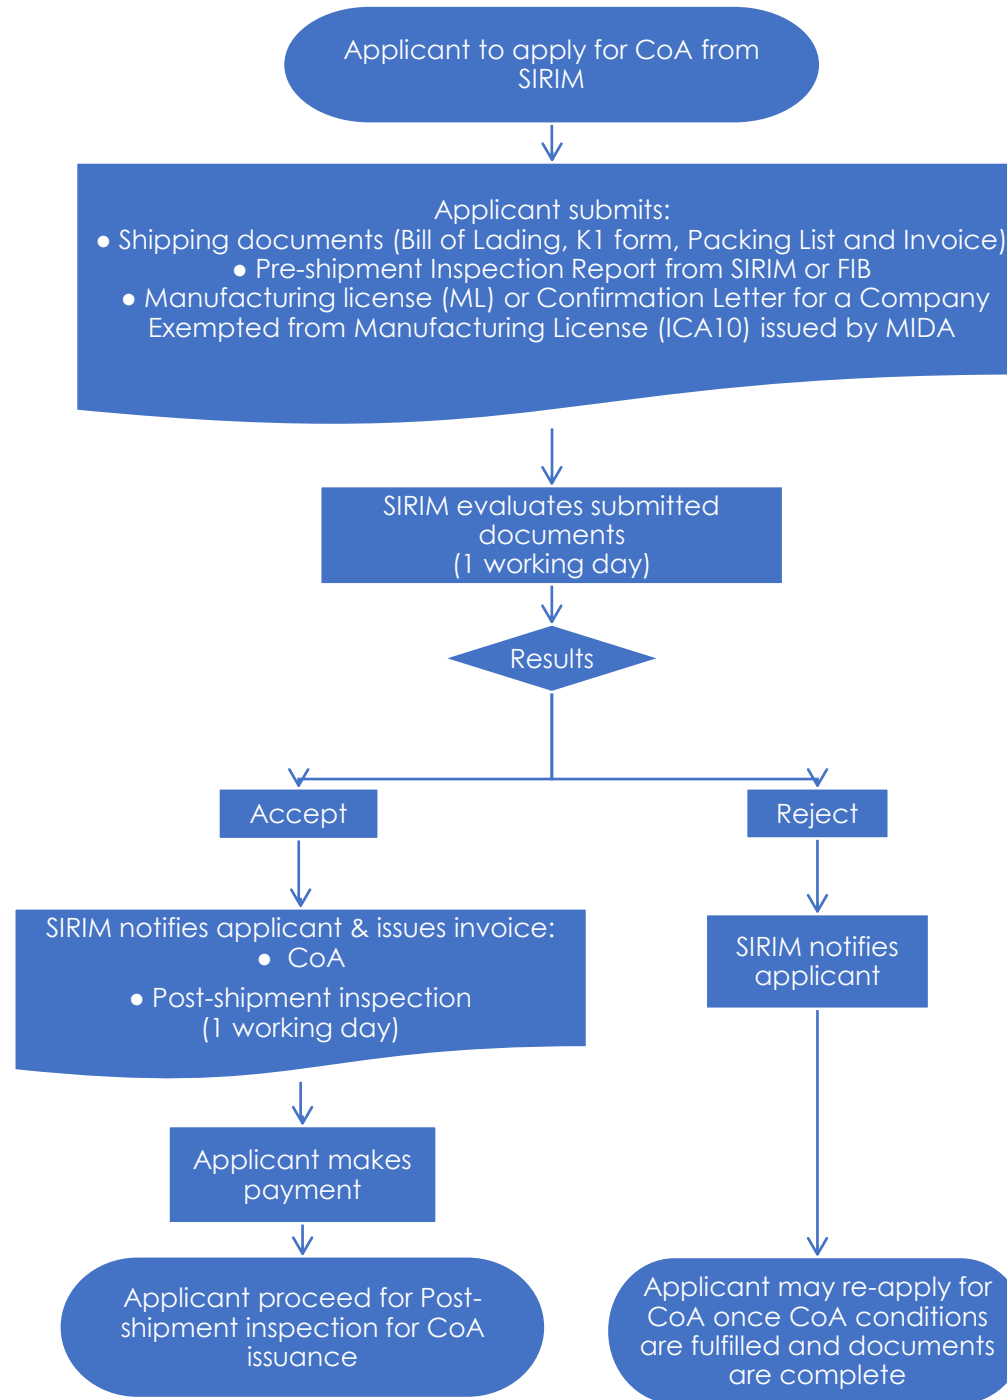 Applicant to apply for CoA from
SIRIM
Applicant submits:
● Shipping documents (Bill of Lading, K1 form, Packing List and Invoice)
● Pre-shipment Inspection Report from SIRIM or FIB
● Manufacturing license (ML) or Confirmation Letter for a Company
Exempted from Manufacturing License (ICA10) issued by MIDA
SIRIM evaluates submitted
documents
(1 working day)
Results
Accept
Reject
SIRIM notifies applicant & issues invoice:
● CoA
● Post-shipment inspection
(1 working day)
SIRIM notifies
applicant
Applicant makes
payment
Applicant proceed for Post-
shipment inspection for CoA
issuance
Applicant may re-apply for
CoA once CoA conditions
are fulfilled and documents
are complete